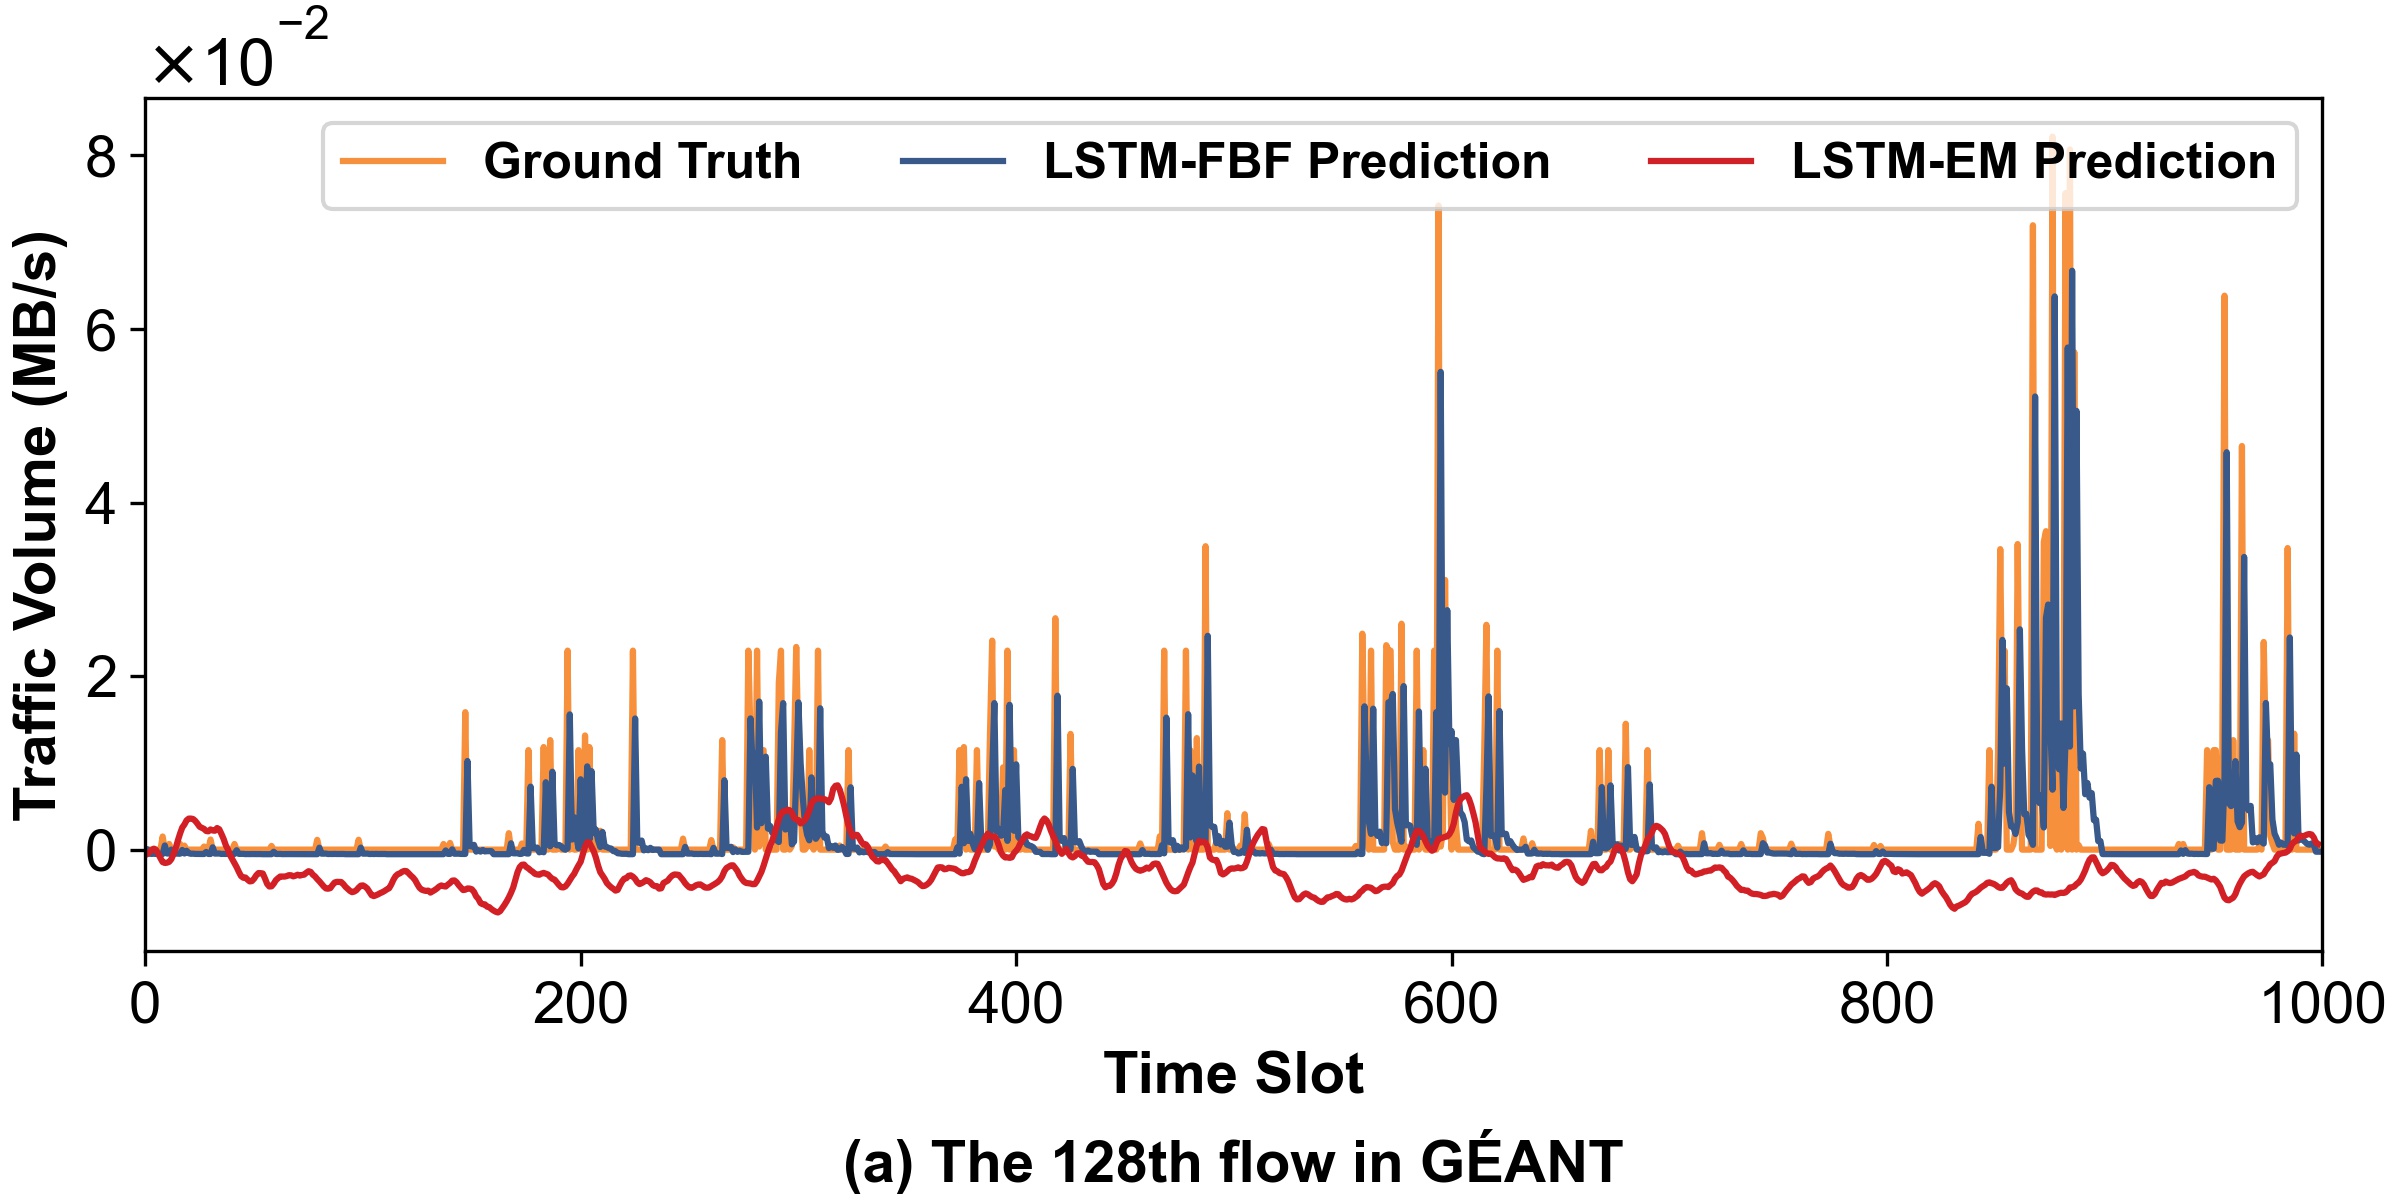 ×10⁻²
Ground Truth LSTM-FBF Prediction LSTM-EM Prediction
8
6
4
2
0
Traffic Volume (MB/s)
0 200 400 600 800 1000
Time Slot
(a) The 128th flow in GÉANT